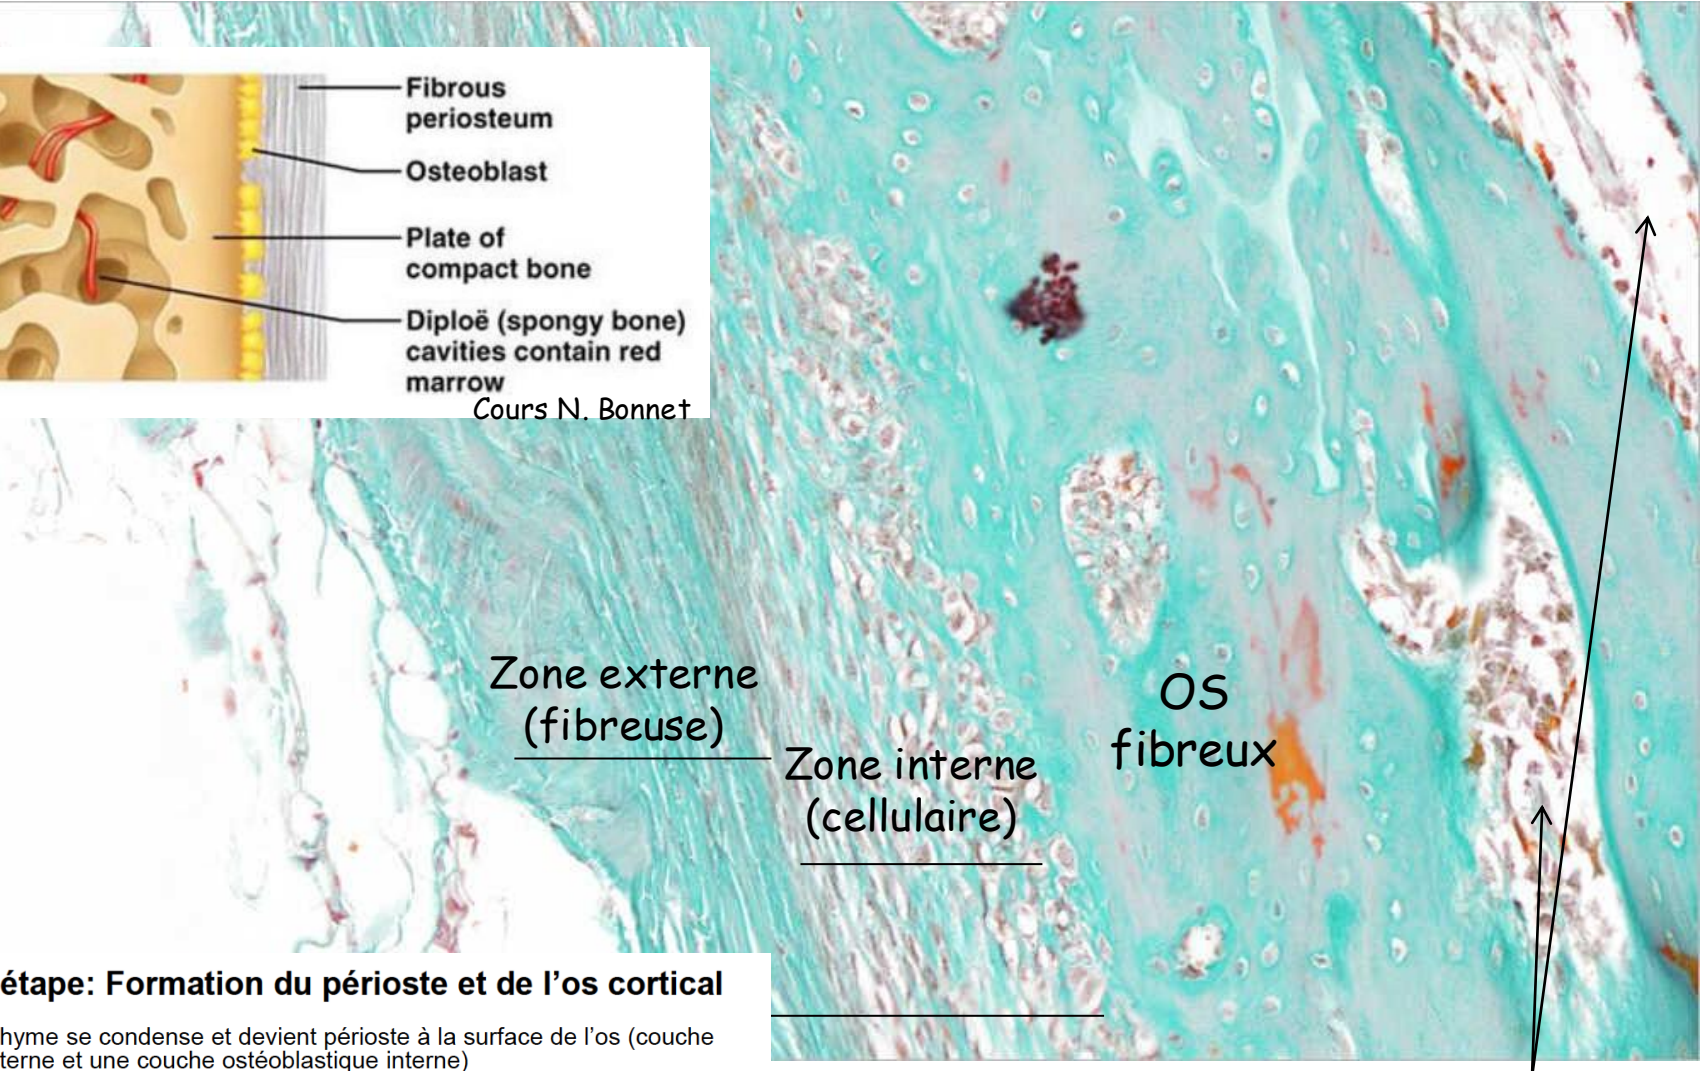 Fibrous
periosteum
Osteoblast
Plate of
compact bone
Diploë (spongy bone)
cavities contain red
marrow
Cours N. Bonnet
Zone externe
(fibreuse)
Zone interne
(cellulaire)
OS
fibreux
étape: Formation du périoste et de l'os cortical
hyme se condense et devient périoste à la surface de l'os (couche
terne et une couche ostéoblastique interne)